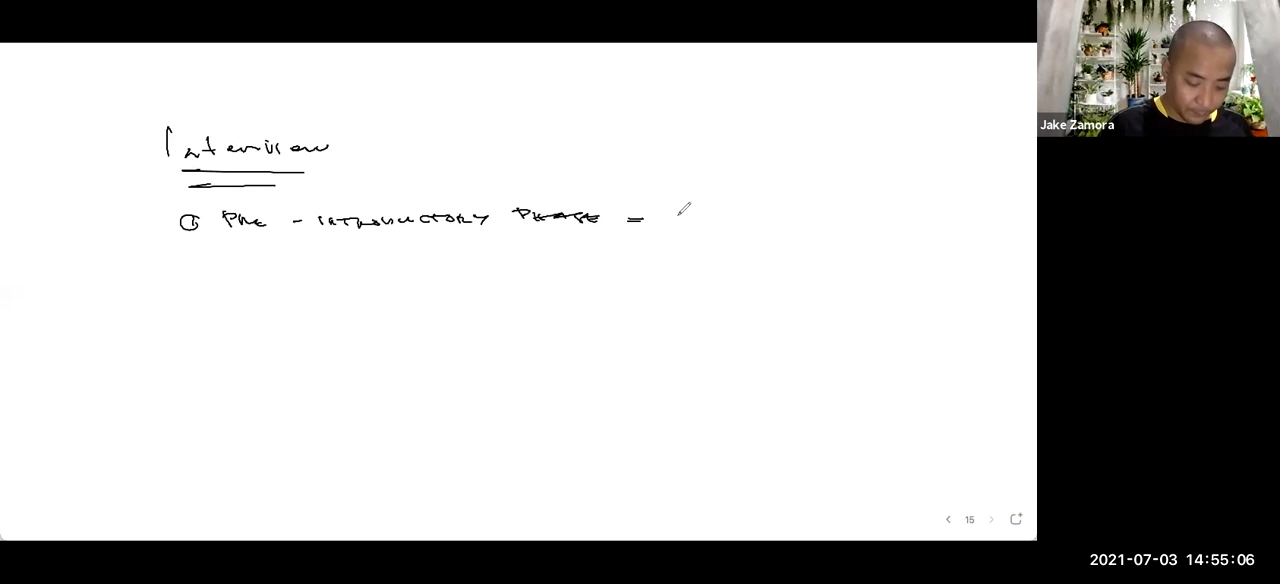 Interview
① PRE - INTRODUCTORY PHASE =
Jake Zamora
15
2021-07-03 14:55:06